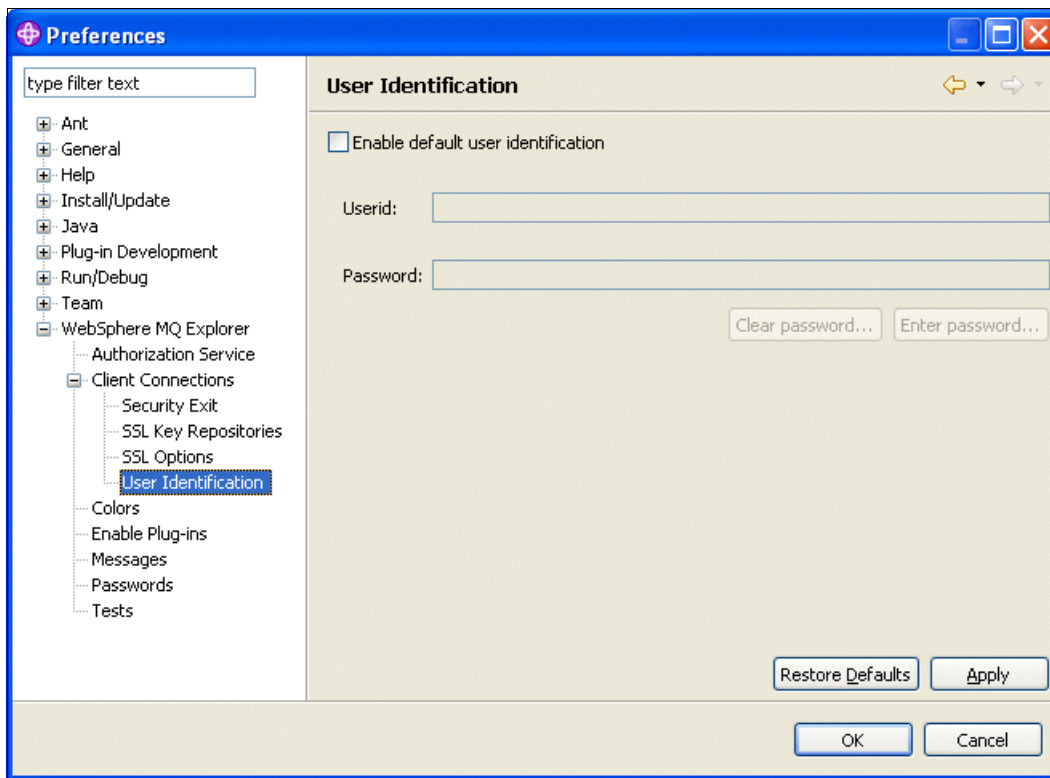 Preferences
type filter text
Ant
General
Help
Install/Update
Java
Plug-in Development
Run/Debug
Team
WebSphere MQ Explorer
Authorization Service
Client Connections
Security Exit
SSL Key Repositories
SSL Options
User Identification
Colors
Enable Plug-ins
Messages
Passwords
Tests
User Identification
Enable default user identification
Userid:
Password:
Clear password...
Enter password...
Restore Defaults
Apply
OK
Cancel